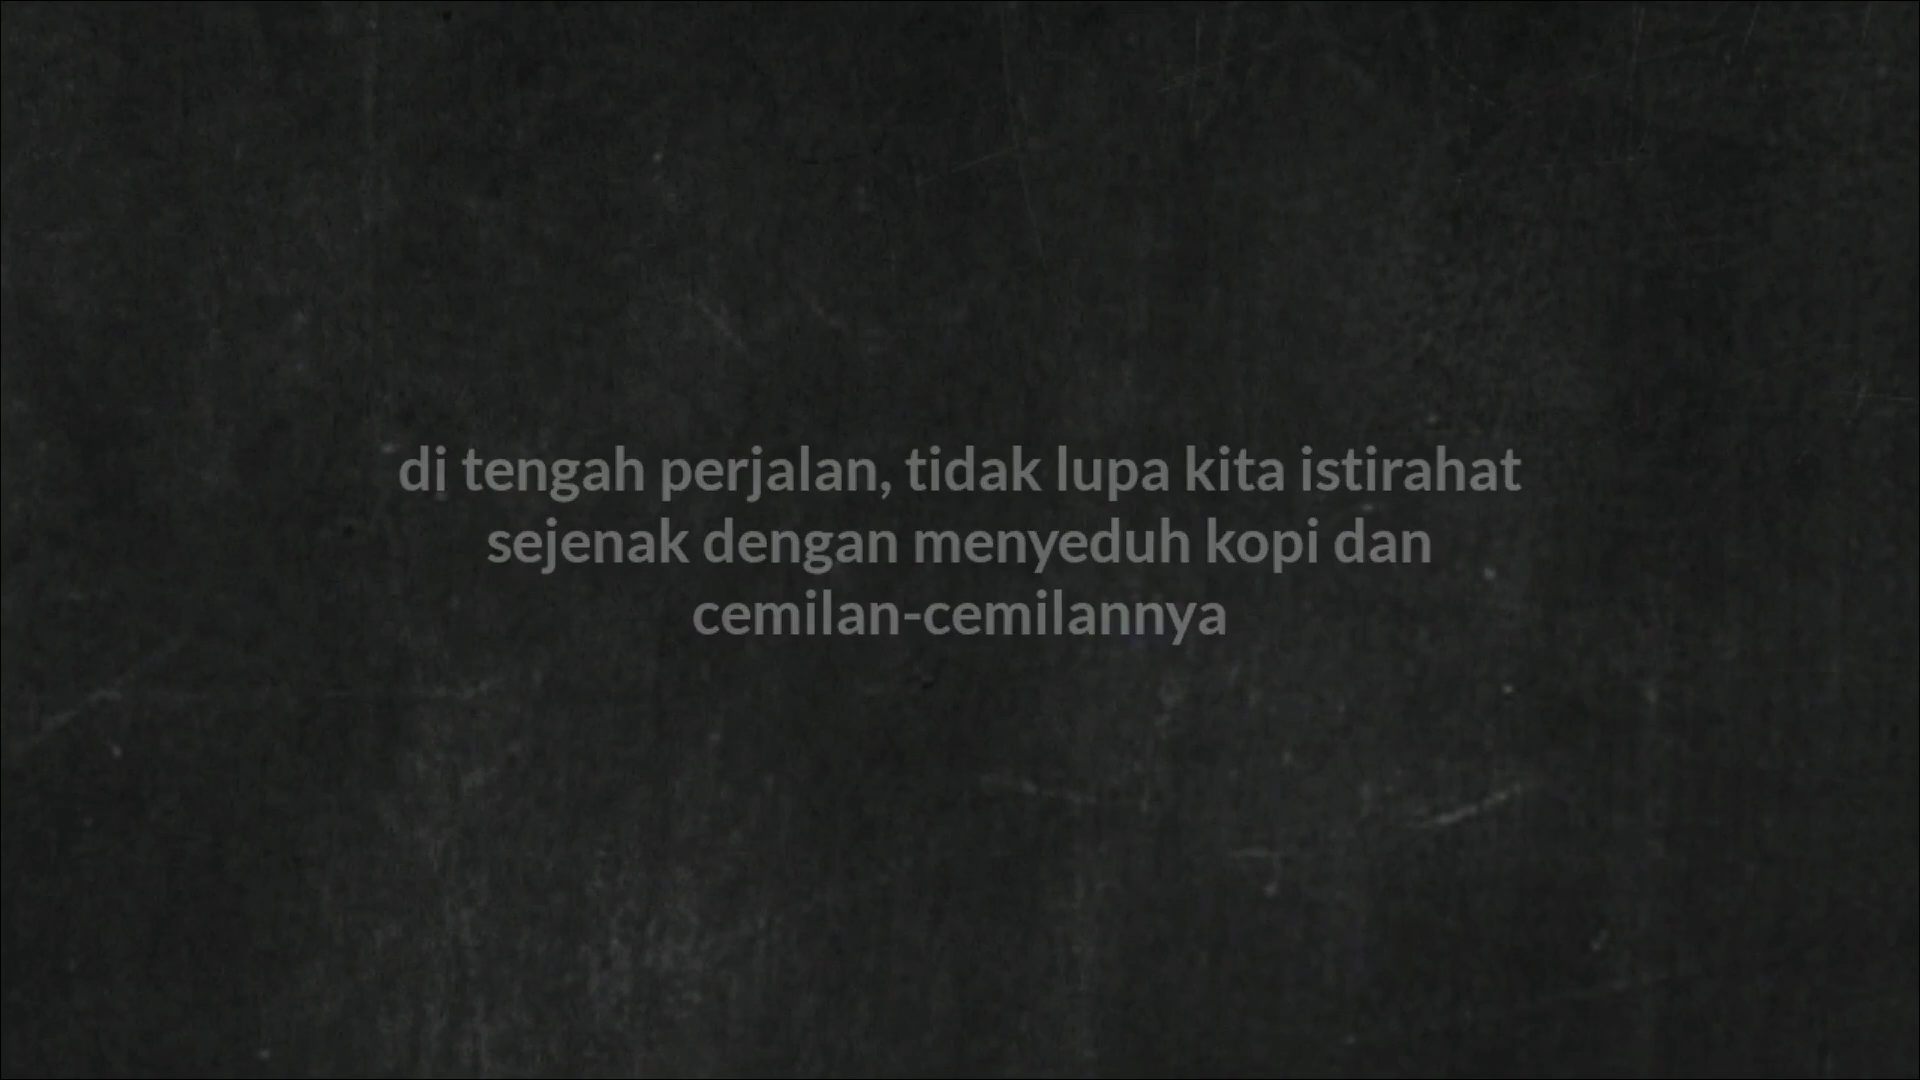 di tengah perjalan, tidak lupa kita istirahat
sejenak dengan menyeduh kopi dan
cemilan-cemilannya